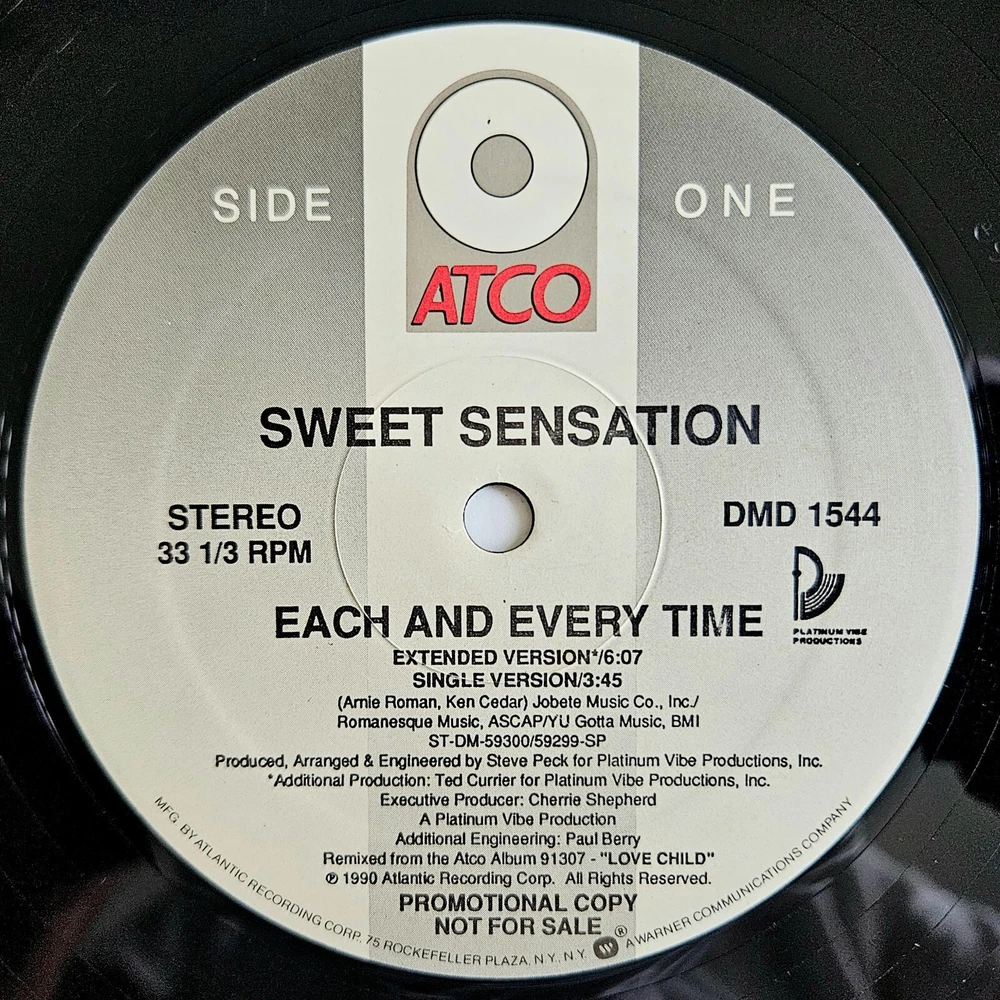 SIDE ONE
ATCO
SWEET SENSATION
STEREO
33 1/3 RPM
DMD 1544
PLATINUM VIBE
PRODUCTIONS
EACH AND EVERY TIME
EXTENDED VERSION*/6:07
SINGLE VERSION/3:45
(Arnie Roman, Ken Cedar) Jobete Music Co., Inc./
Romanesque Music, ASCAP/YU Gotta Music, BMI
ST-DM-59300/59299-SP
Produced, Arranged & Engineered by Steve Peck for Platinum Vibe Productions, Inc.
*Additional Production: Ted Currier for Platinum Vibe Productions, Inc.
Executive Producer: Cherrie Shepherd
A Platinum Vibe Production
Additional Engineering: Paul Berry
Remixed from the Atco Album 91307 - "LOVE CHILD"
℗ 1990 Atlantic Recording Corp. All Rights Reserved.
PROMOTIONAL COPY
NOT FOR SALE
MFG. BY ATLANTIC RECORDING CORP. 75 ROCKEFELLER PLAZA, N.Y., N.Y. ® A WARNER COMMUNICATIONS COMPANY